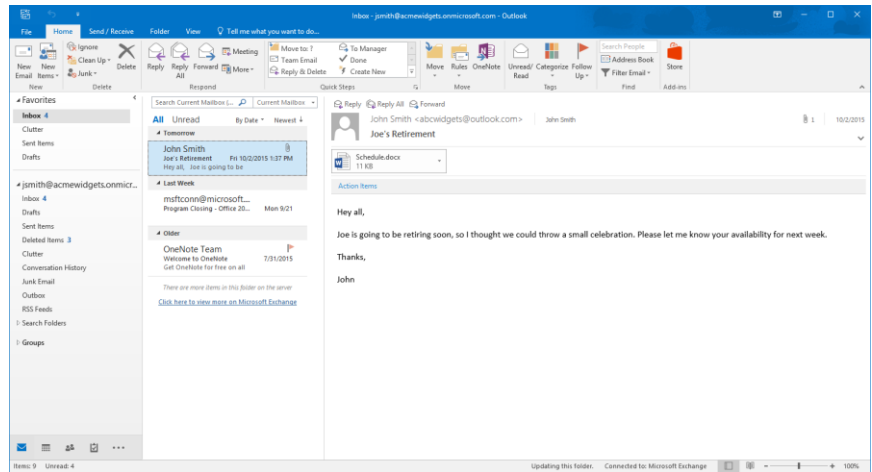 Inbox - jsmith@acmewidgets.onmicrosoft.com - Outlook
File Home Send / Receive Folder View Tell me what you want to do...
New Email
New Items
Ignore
Clean Up
Junk
Delete
Reply
Reply All
Forward
Meeting
More
Move to: ?
Team Email
Reply & Delete
To Manager
Done
Create New
Move
Rules
OneNote
Unread/ Read
Categorize
Follow Up
Search People
Address Book
Filter Email
Store
New Delete Respond Quick Steps Move Tags Find Add-ins
Favorites
Inbox 4
Clutter
Sent Items
Drafts
jsmith@acmewidgets.onmicr...
Inbox 4
Drafts
Sent Items
Deleted Items 3
Clutter
Conversation History
Junk Email
Outbox
RSS Feeds
Search Folders
Groups
Items: 9 Unread: 4
Search Current Mailbox (... Current Mailbox
All Unread By Date Newest
Tomorrow
John Smith
Joe's Retirement Fri 10/2/2015 1:37 PM
Hey all, Joe is going to be
Last Week
msftconn@microsoft....
Program Closing - Office 20... Mon 9/21
Older
OneNote Team
Welcome to OneNote 7/31/2015
Get OneNote for free on all
There are more items in this folder on the server
Click here to view more on Microsoft Exchange
Reply Reply All Forward
John Smith <abcwidgets@outlook.com> John Smith 1 10/2/2015
Joe's Retirement
Schedule.docx
11 KB
Action Items
Hey all,
Joe is going to be retiring soon, so I thought we could throw a small celebration. Please let me know your availability for next week.
Thanks,
John
Updating this folder. Connected to: Microsoft Exchange 100%